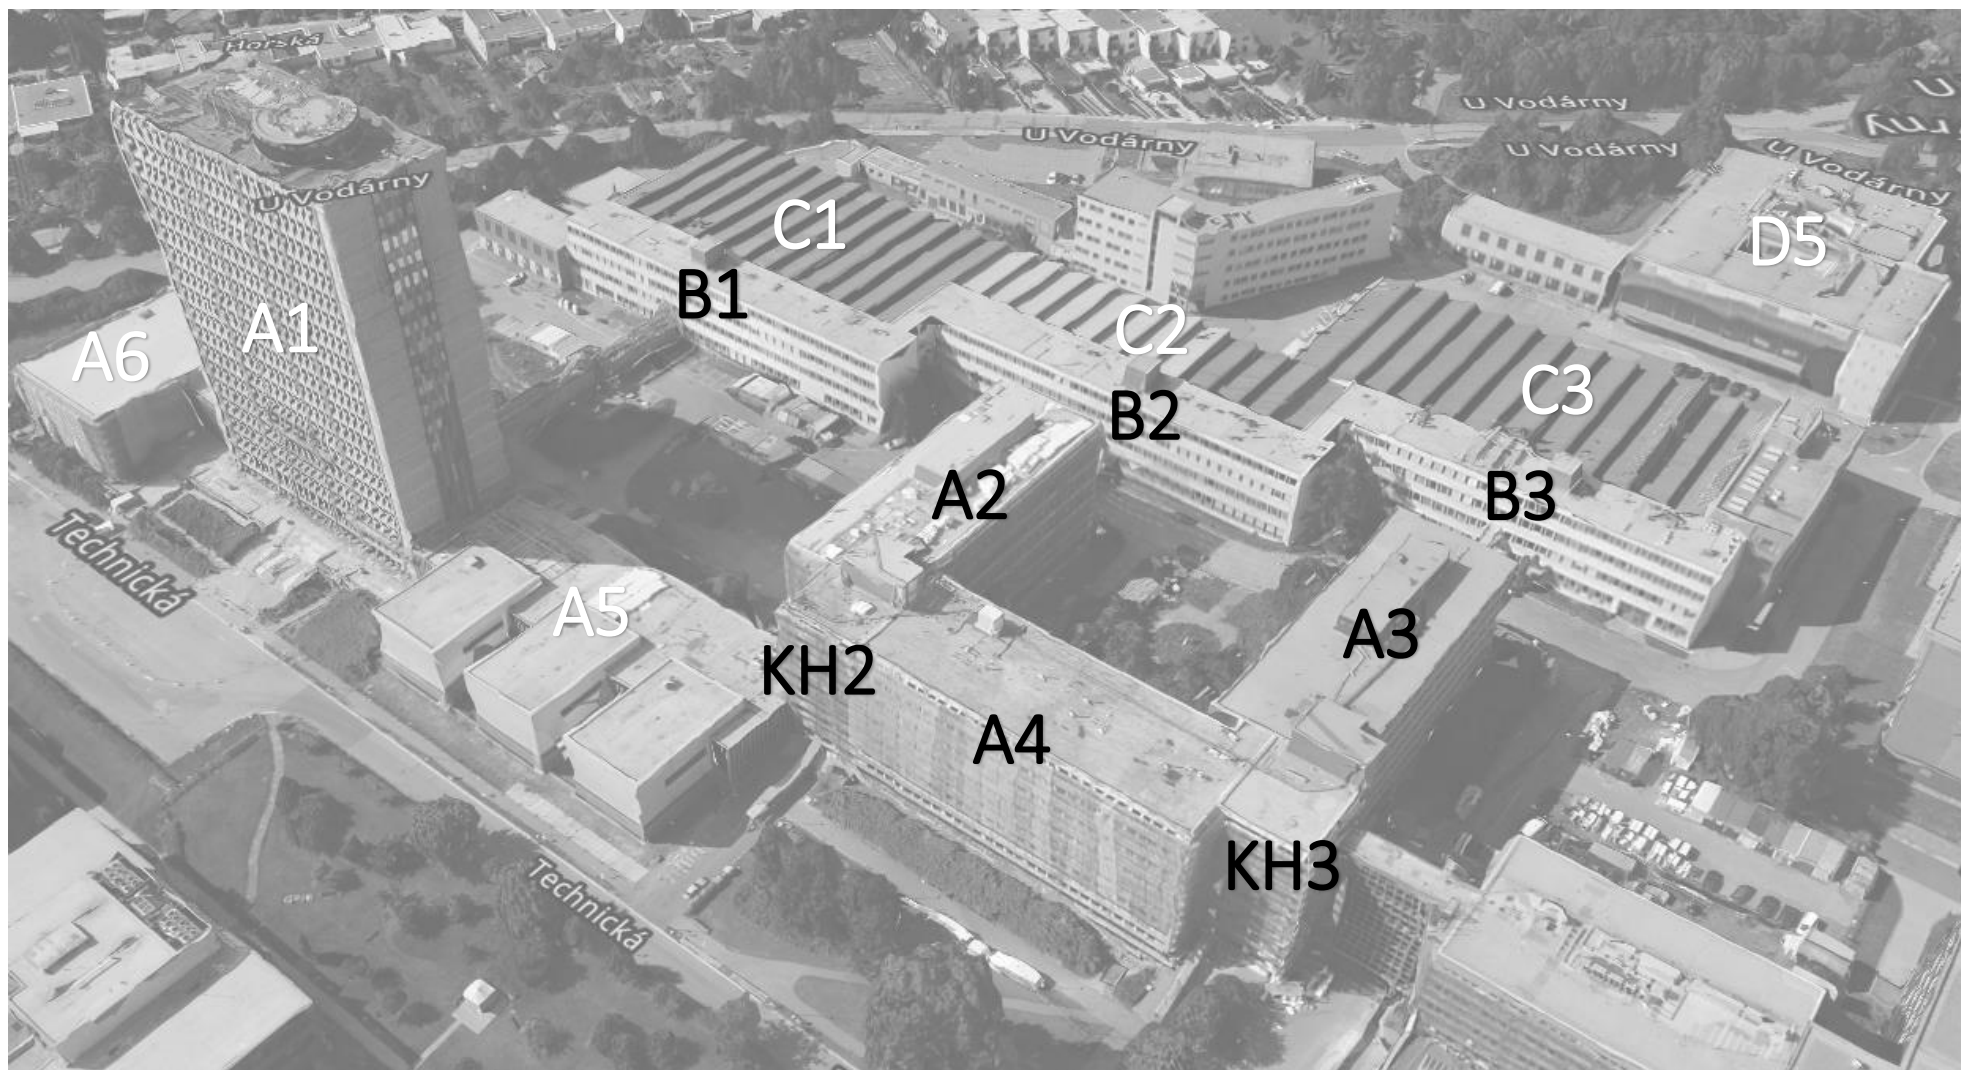 Horská
U Vodárny
U Vodárny
U Vodárny
U Vodárny
U Vodárny
C1
D5
B1
A1
C2
A6
C3
B2
A2
B3
Technická
A5
A3
KH2
A4
KH3
Technická